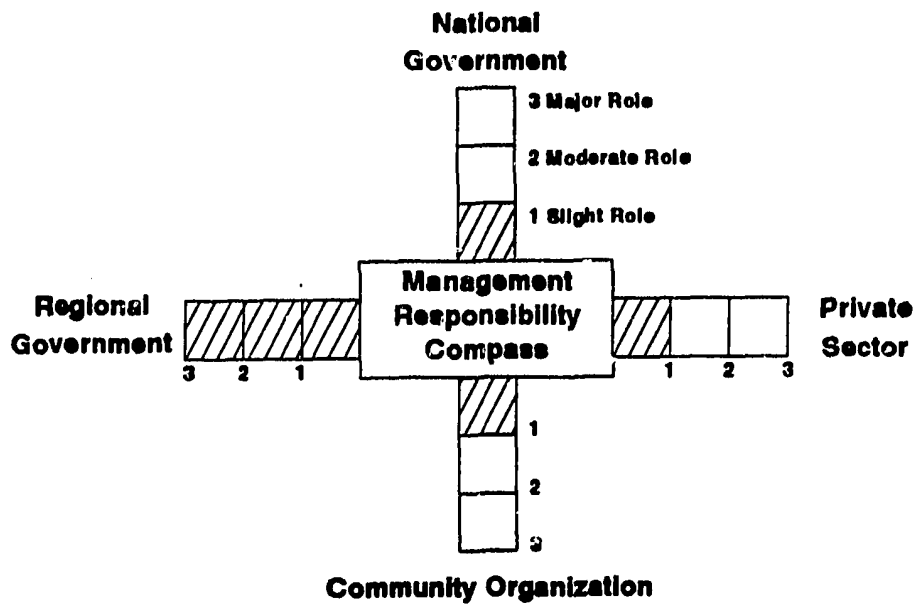 National
Government
3 Major Role
2 Moderate Role
1 Slight Role
Management
Responsibility
Compass
Regional
Government
3 2 1
Private
Sector
1 2 3
1
2
3
Community Organization